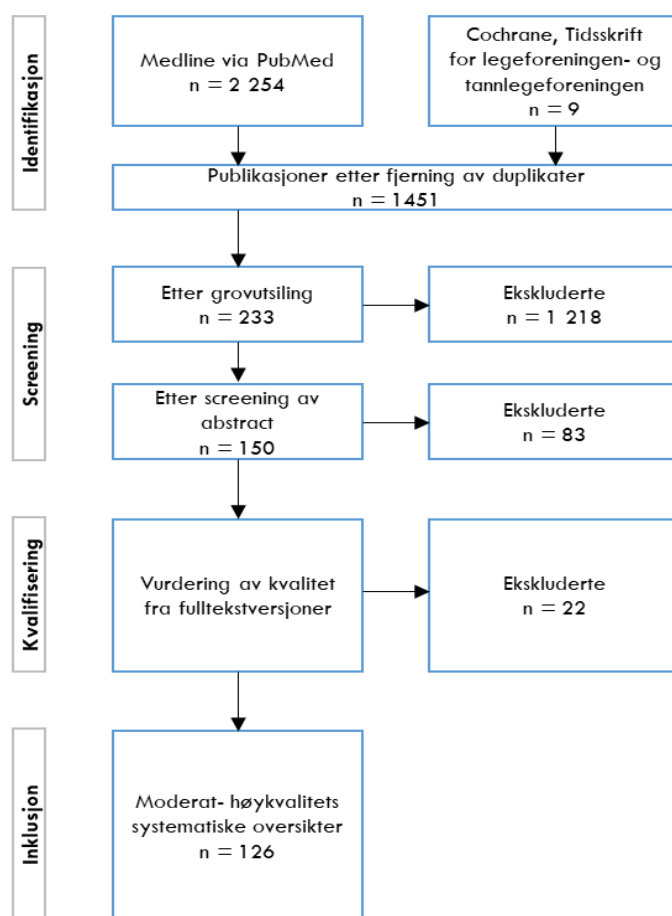 Identifikasjon
Medline via PubMed
n = 2 254
Cochrane, Tidsskrift
for legeforeningen- og
tannlegeforeningen
n = 9
Publikasjoner etter fjerning av duplikater
n = 1451
Screening
Etter grovutsiling
n = 233
Ekskluderte
n = 1 218
Etter screening av
abstract
n = 150
Ekskluderte
n = 83
Kvalifisering
Vurdering av kvalitet
fra fulltekstversjoner
Ekskluderte
n = 22
Inklusjon
Moderat- høykvalitets
systematiske oversikter
n = 126